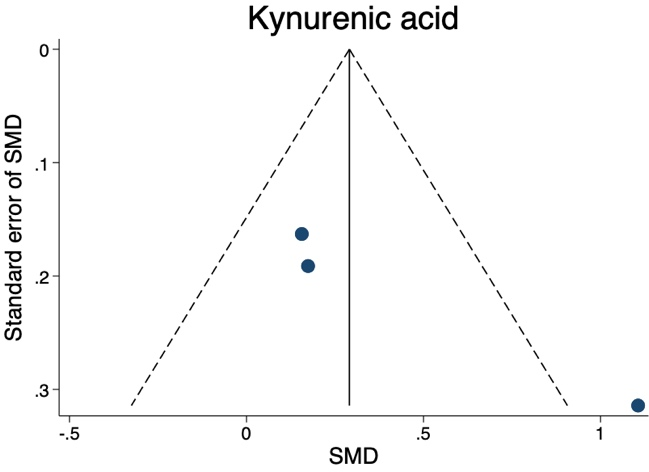 Kynurenic acid
Standard error of SMD
0
.1
.2
.3
-.5
0
.5
1
SMD